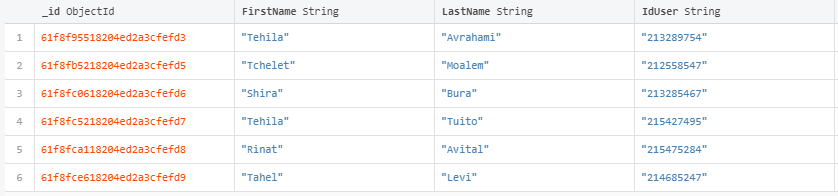 _id ObjectId FirstName String LastName String IdUser String
1 61f8f95518204ed2a3cfefd3 "Tehila" "Avrahami" "213289754"
2 61f8fb5218204ed2a3cfefd5 "Tchelet" "Moalem" "212558547"
3 61f8fc0618204ed2a3cfefd6 "Shira" "Bura" "213285467"
4 61f8fc5218204ed2a3cfefd7 "Tehila" "Tuito" "215427495"
5 61f8fca118204ed2a3cfefd8 "Rinat" "Avital" "215475284"
6 61f8fce618204ed2a3cfefd9 "Tahel" "Levi" "214685247"